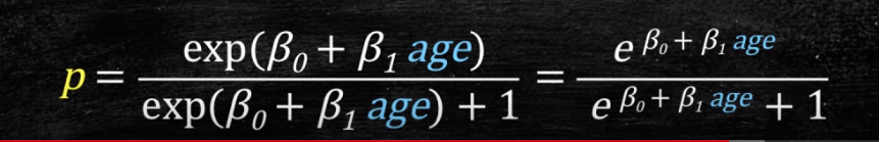 p = exp(β₀ + β₁ age) / exp(β₀ + β₁ age) + 1 = e^(β₀ + β₁ age) / e^(β₀ + β₁ age) + 1